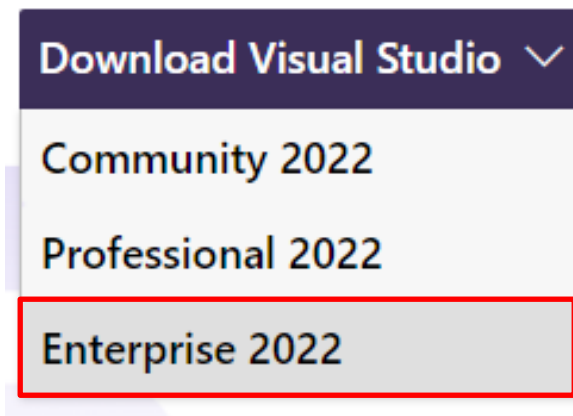 Download Visual Studio
Community 2022
Professional 2022
Enterprise 2022